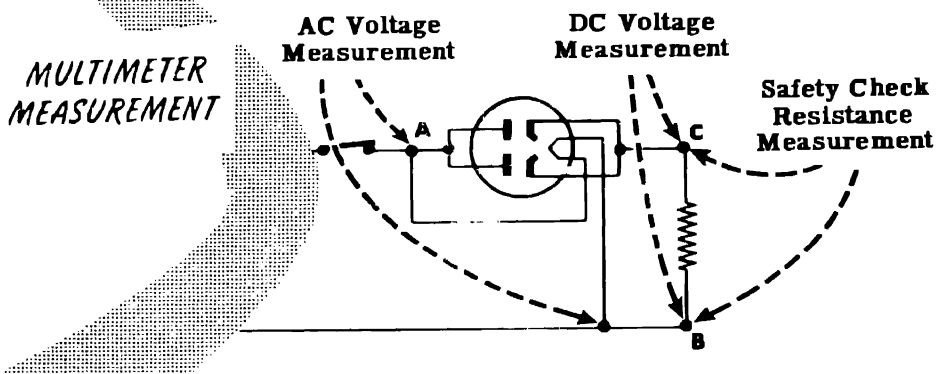 MULTIMETER
MEASUREMENT
AC Voltage
Measurement
DC Voltage
Measurement
Safety Check
Resistance
Measurement
A
C
B